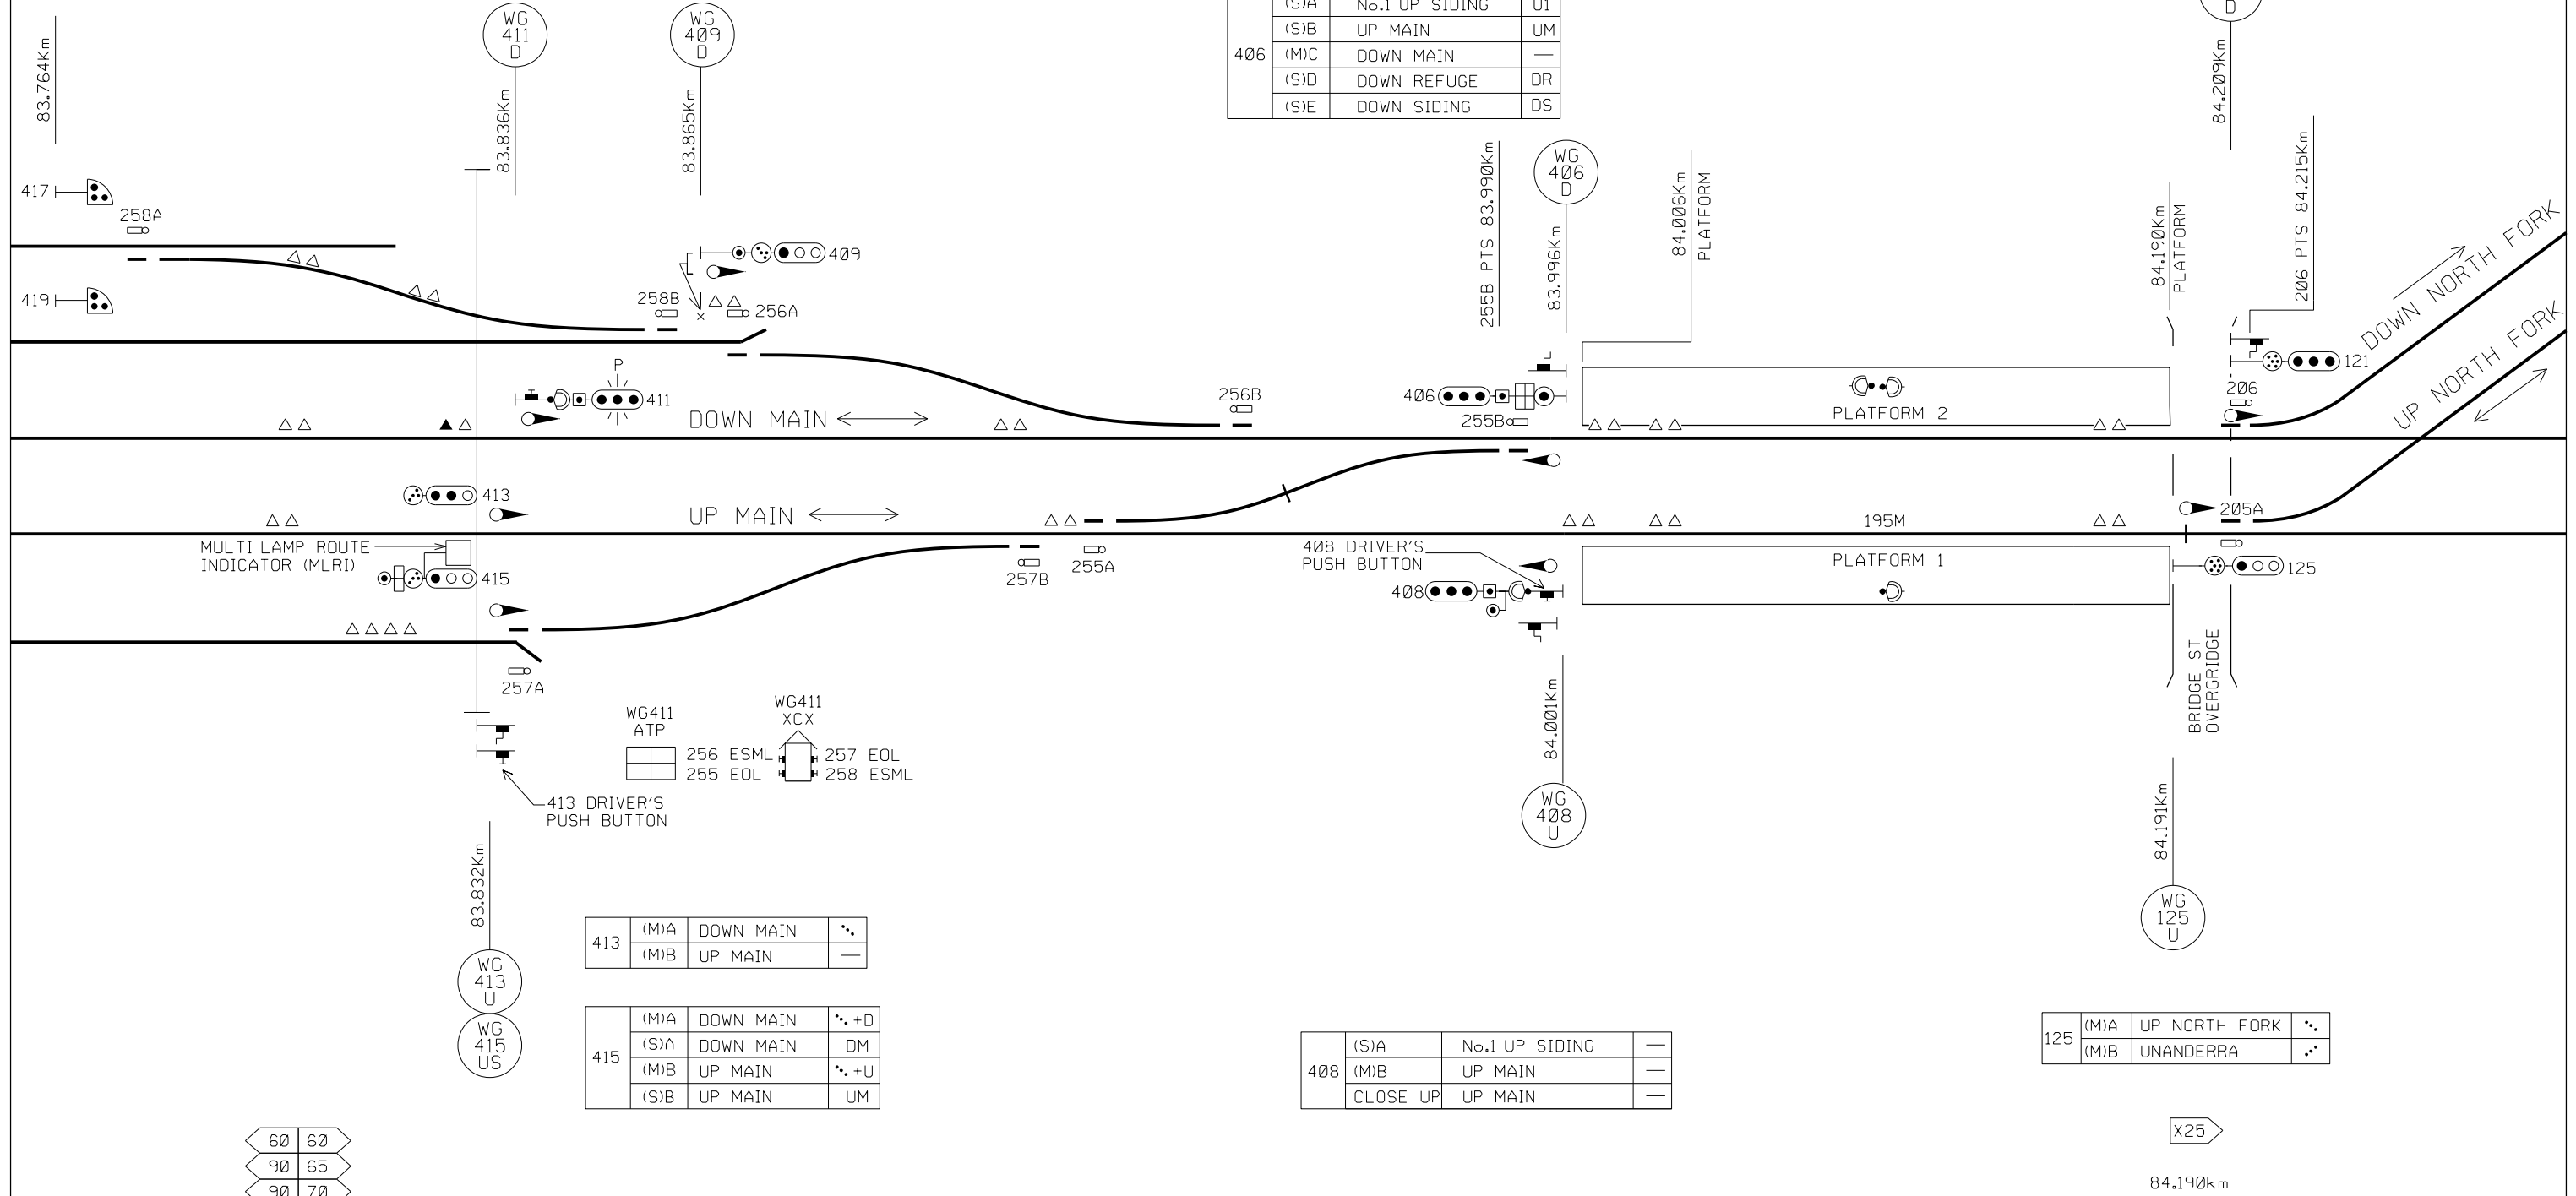 83.764Km
WG
411
D
83.836Km
WG
409
D
83.865Km
406
(S)A No.1 UP SIDING U1
(S)B UP MAIN UM
(M)C DOWN MAIN —
(S)D DOWN REFUGE DR
(S)E DOWN SIDING DS
D
84.209Km
417
258A
419
258B
409
256A
P
411
DOWN MAIN
256B
255B PTS 83.990Km
WG
406
D
83.996Km
84.006Km
PLATFORM
406
255B
PLATFORM 2
84.190Km
PLATFORM
206 PTS 84.215Km
121
206
DOWN NORTH FORK
UP NORTH FORK
413
UP MAIN
MULTI LAMP ROUTE
INDICATOR (MLRI)
415
257B
255A
408 DRIVER'S
PUSH BUTTON
408
195M
PLATFORM 1
205A
125
257A
BRIDGE ST
OVERGRIDGE
WG411
ATP
256 ESML
255 EOL
WG411
XCX
257 EOL
258 ESML
413 DRIVER'S
PUSH BUTTON
84.001Km
WG
408
U
83.832Km
WG
413
U
WG
415
US
84.191Km
WG
125
U
413
(M)A DOWN MAIN
(M)B UP MAIN —
415
(M)A DOWN MAIN +D
(S)A DOWN MAIN DM
(M)B UP MAIN +U
(S)B UP MAIN UM
408
(S)A No.1 UP SIDING —
(M)B UP MAIN —
CLOSE UP UP MAIN —
125
(M)A UP NORTH FORK
(M)B UNANDERRA
60 60
90 65
90 70
X25
84.190km